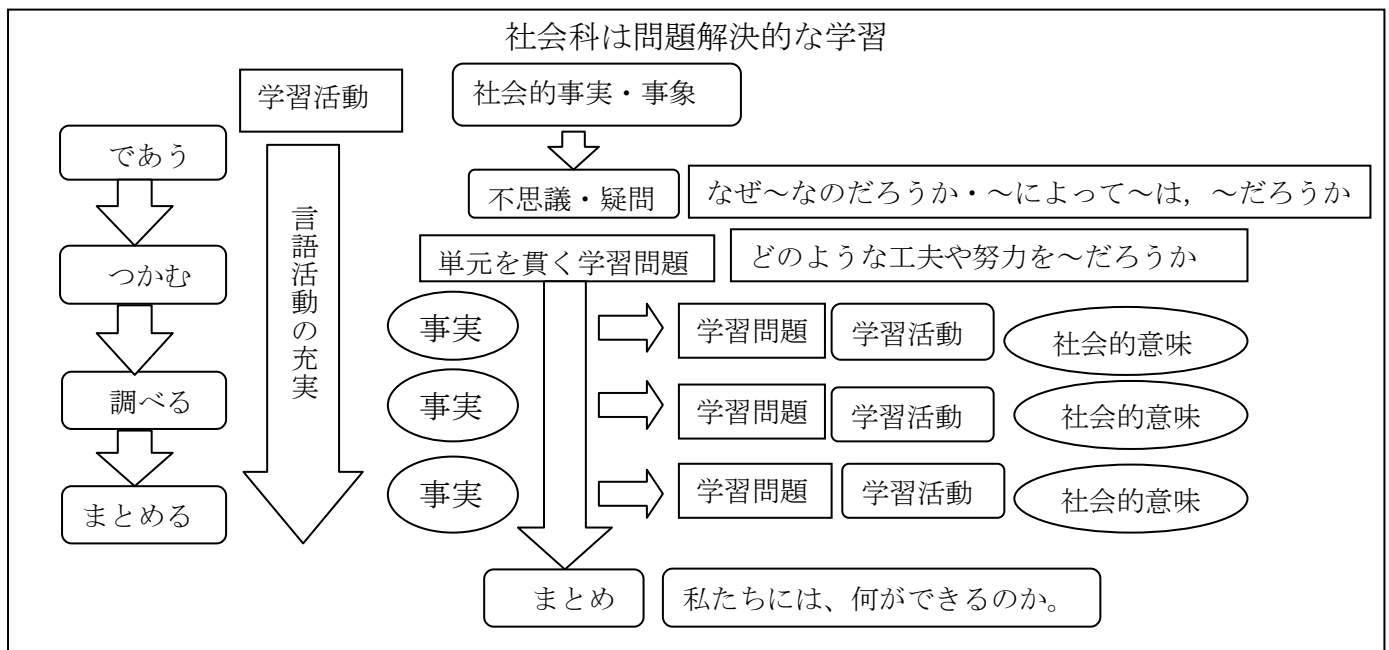 社会科は問題解決的な学習
学習活動
社会的事実・事象
であう
不思議・疑問
なぜ～なのだろうか・～によって～は，～だろうか
言語活動の充実
つかむ
単元を貫く学習問題
どのような工夫や努力を～だろうか
事実
学習問題
学習活動
社会的意味
調べる
事実
学習問題
学習活動
社会的意味
まとめる
事実
学習問題
学習活動
社会的意味
まとめ
私たちには、何ができるのか。